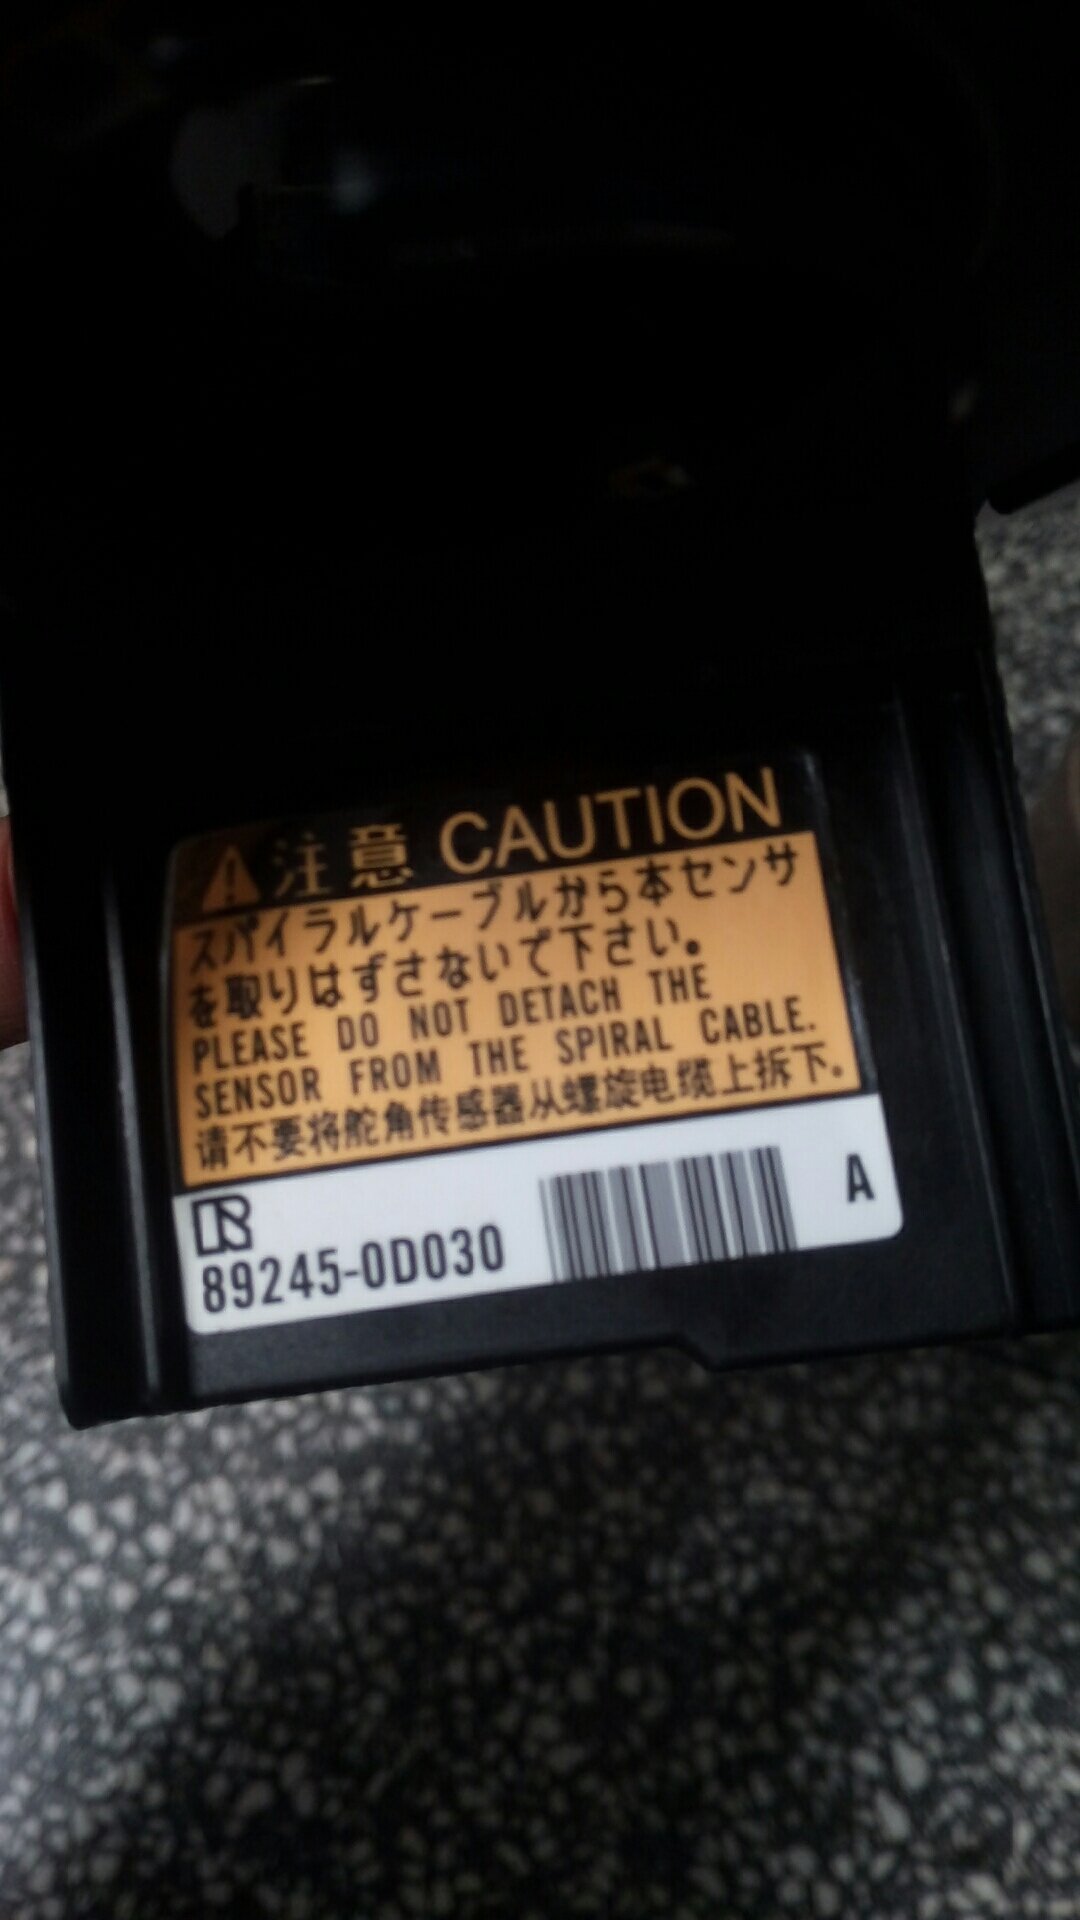 注意 CAUTION
スパイラルケーブルから本センサ
を取りはずさないで下さい。
PLEASE DO NOT DETACH THE
SENSOR FROM THE SPIRAL CABLE.
请不要将舵角传感器从螺旋电缆上拆下.
89245-0D030
A